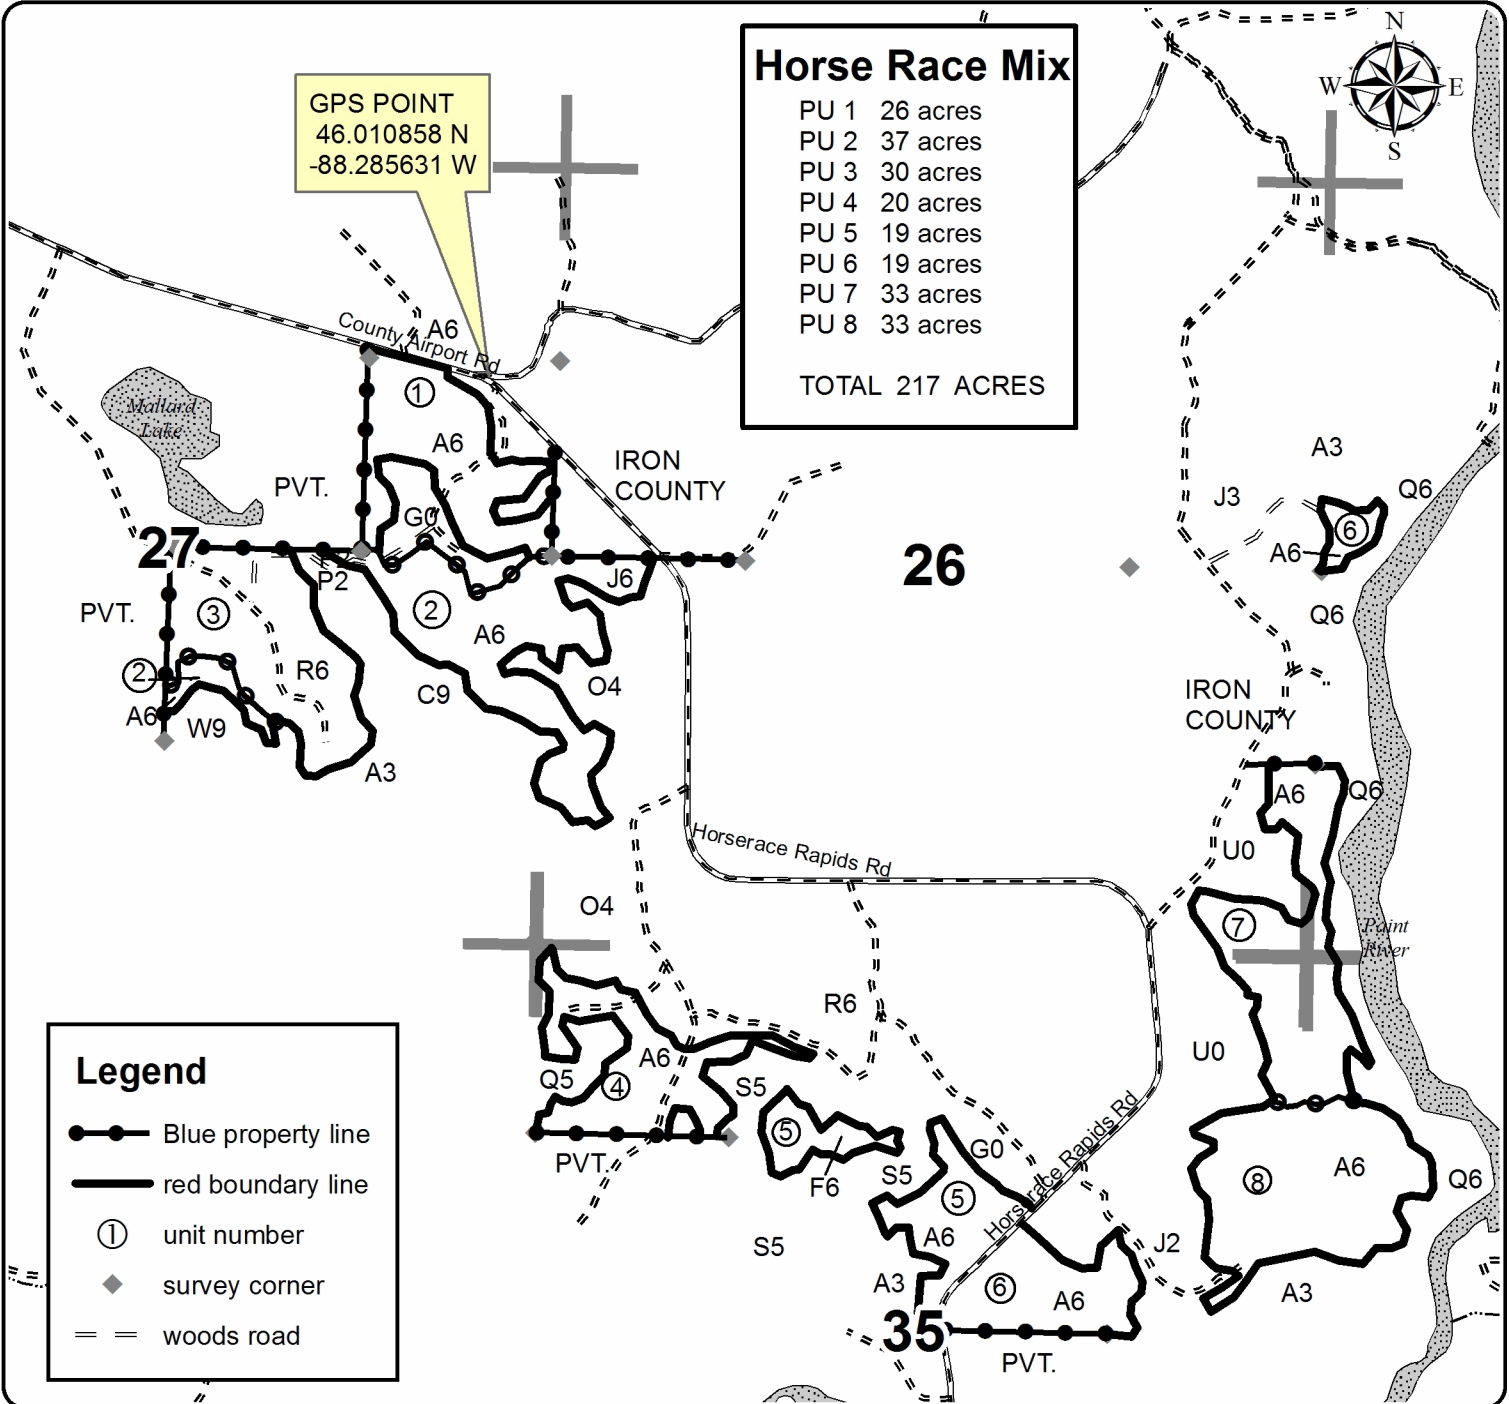 N
W
E
S
Horse Race Mix
PU 1 26 acres
PU 2 37 acres
PU 3 30 acres
PU 4 20 acres
PU 5 19 acres
PU 6 19 acres
PU 7 33 acres
PU 8 33 acres
TOTAL 217 ACRES
GPS POINT
46.010858 N
-88.285631 W
County Airport Rd
A6
1
A6
Mallard
Lake
PVT.
G0
IRON
COUNTY
27
P2
J6
26
PVT.
3
2
A6
2
R6
C9
O4
A6
W9
A3
A3
J3
Q6
6
A6
Q6
IRON
COUNTY
A6
Q6
U0
Horserace Rapids Rd
O4
7
Paint
River
R6
U0
A6
Q5
4
S5
5
PVT.
F6
S5
G0
5
Horserace Rapids Rd
A6
S5
A3
6
A6
35
PVT.
J2
8
A6
Q6
A3
Legend
Blue property line
red boundary line
1 unit number
survey corner
woods road